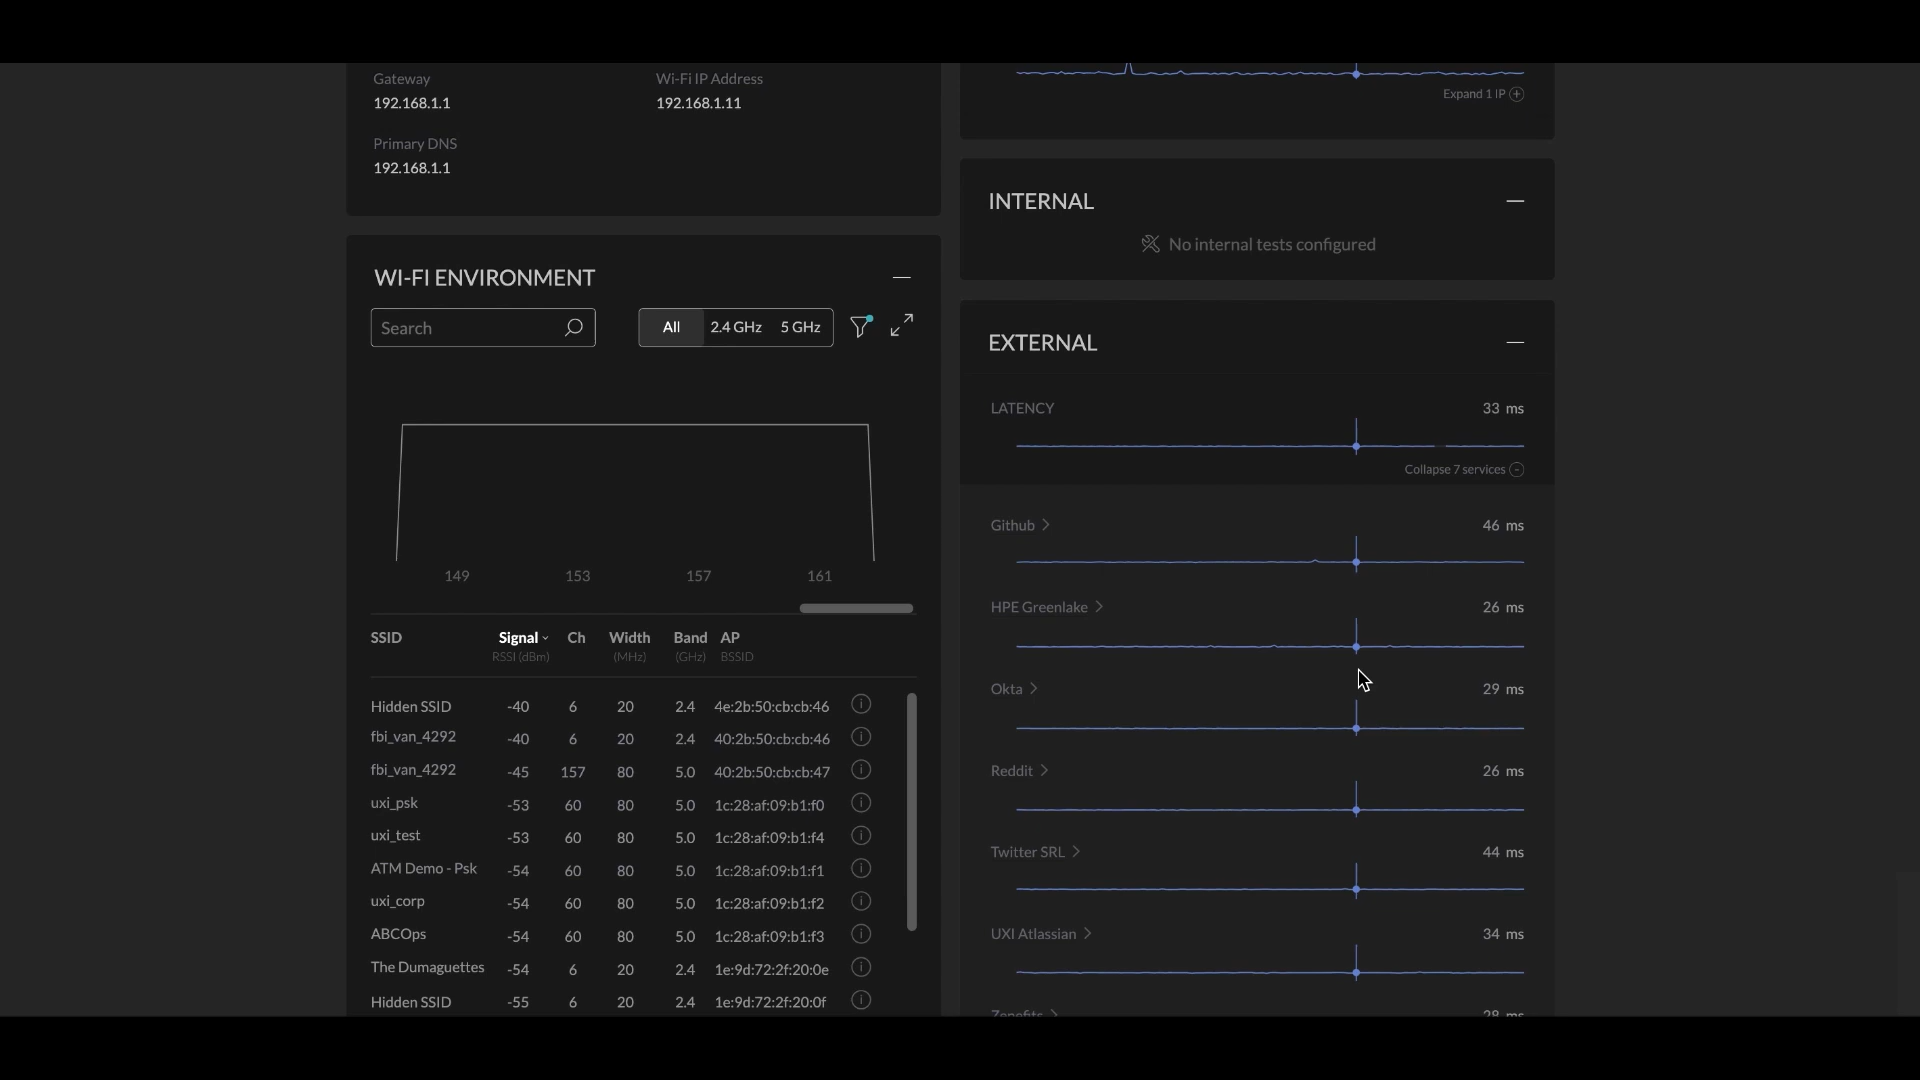 Gateway
Wi-Fi IP Address
192.168.1.1
192.168.1.11
Primary DNS
192.168.1.1
WI-FI ENVIRONMENT
Search
All 2.4 GHz 5 GHz
149 153 157 161
SSID Signal Ch Width Band AP
RSSI (dBm) (MHz) (GHz) BSSID
Hidden SSID -40 6 20 2.4 4e:2b:50:cb:cb:46
fbi_van_4292 -40 6 20 2.4 40:2b:50:cb:cb:46
fbi_van_4292 -45 157 80 5.0 40:2b:50:cb:cb:47
uxi_psk -53 60 80 5.0 1c:28:af:09:b1:f0
uxi_test -53 60 80 5.0 1c:28:af:09:b1:f4
ATM Demo - Psk -54 60 80 5.0 1c:28:af:09:b1:f1
uxi_corp -54 60 80 5.0 1c:28:af:09:b1:f2
ABCOps -54 60 80 5.0 1c:28:af:09:b1:f3
The Dumaguettes -54 6 20 2.4 1e:9d:72:2f:20:0e
Hidden SSID -55 6 20 2.4 1e:9d:72:2f:20:0f
Expand 1 IP
INTERNAL
No internal tests configured
EXTERNAL
LATENCY 33 ms
Collapse 7 services
Github 46 ms
HPE Greenlake 26 ms
Okta 29 ms
Reddit 26 ms
Twitter SRL 44 ms
UXI Atlassian 34 ms
Zenefits 28 ms